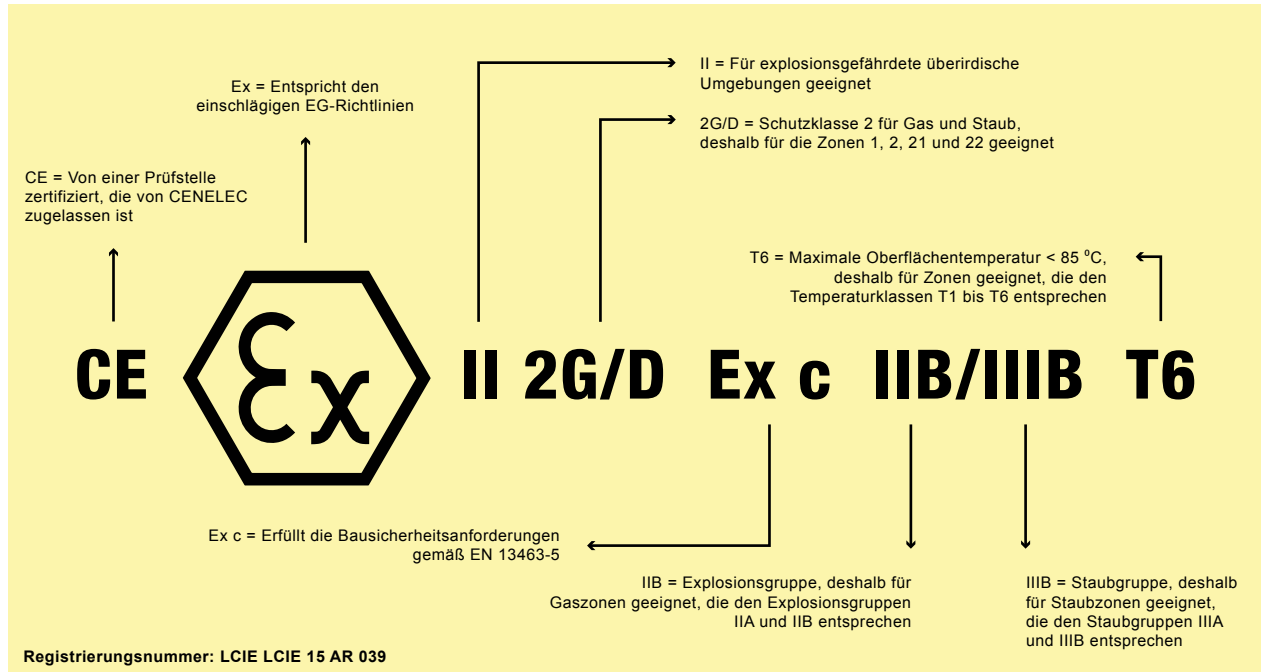 II = Für explosionsgefährdete überirdische
Umgebungen geeignet
Ex = Entspricht den
einschlägigen EG-Richtlinien
2G/D = Schutzklasse 2 für Gas und Staub,
deshalb für die Zonen 1, 2, 21 und 22 geeignet
CE = Von einer Prüfstelle
zertifiziert, die von CENELEC
zugelassen ist
T6 = Maximale Oberflächentemperatur < 85 °C,
deshalb für Zonen geeignet, die den
Temperaturklassen T1 bis T6 entsprechen
CE Ex II 2G/D Ex c IIB/IIIB T6
Ex c = Erfüllt die Bausicherheitsanforderungen
gemäß EN 13463-5
IIB = Explosionsgruppe, deshalb für
Gaszonen geeignet, die den Explosionsgruppen
IIA und IIB entsprechen
IIIB = Staubgruppe, deshalb
für Staubzonen geeignet,
die den Staubgruppen IIIA
und IIIB entsprechen
Registrierungsnummer: LCIE LCIE 15 AR 039